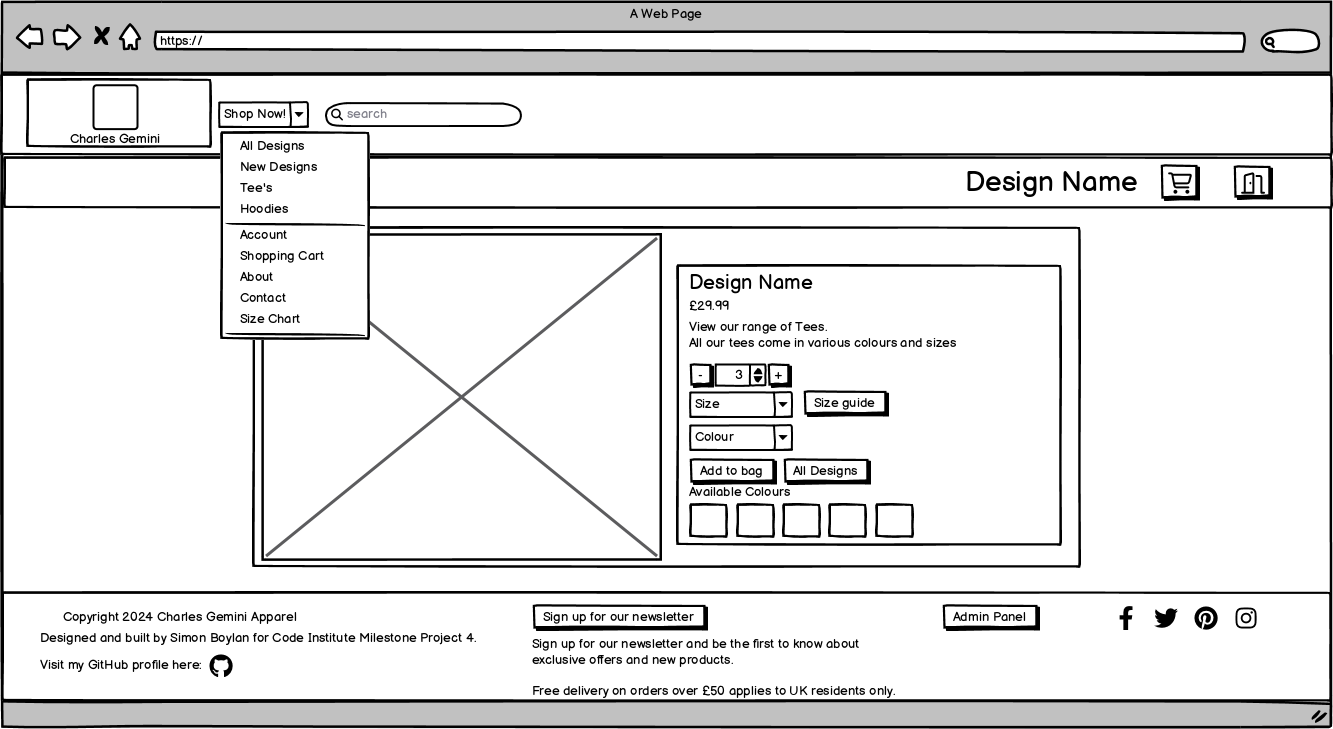 A Web Page
https://
Charles Gemini
Shop Now!
search
All Designs
New Designs
Tee's
Hoodies
Account
Shopping Cart
About
Contact
Size Chart
Design Name
Design Name
£29.99
View our range of Tees.
All our tees come in various colours and sizes
- 3 +
Size
Size guide
Colour
Add to bag
All Designs
Available Colours
Copyright 2024 Charles Gemini Apparel
Designed and built by Simon Boylan for Code Institute Milestone Project 4.
Visit my GitHub profile here:
Sign up for our newsletter
Sign up for our newsletter and be the first to know about
exclusive offers and new products.
Free delivery on orders over £50 applies to UK residents only.
Admin Panel